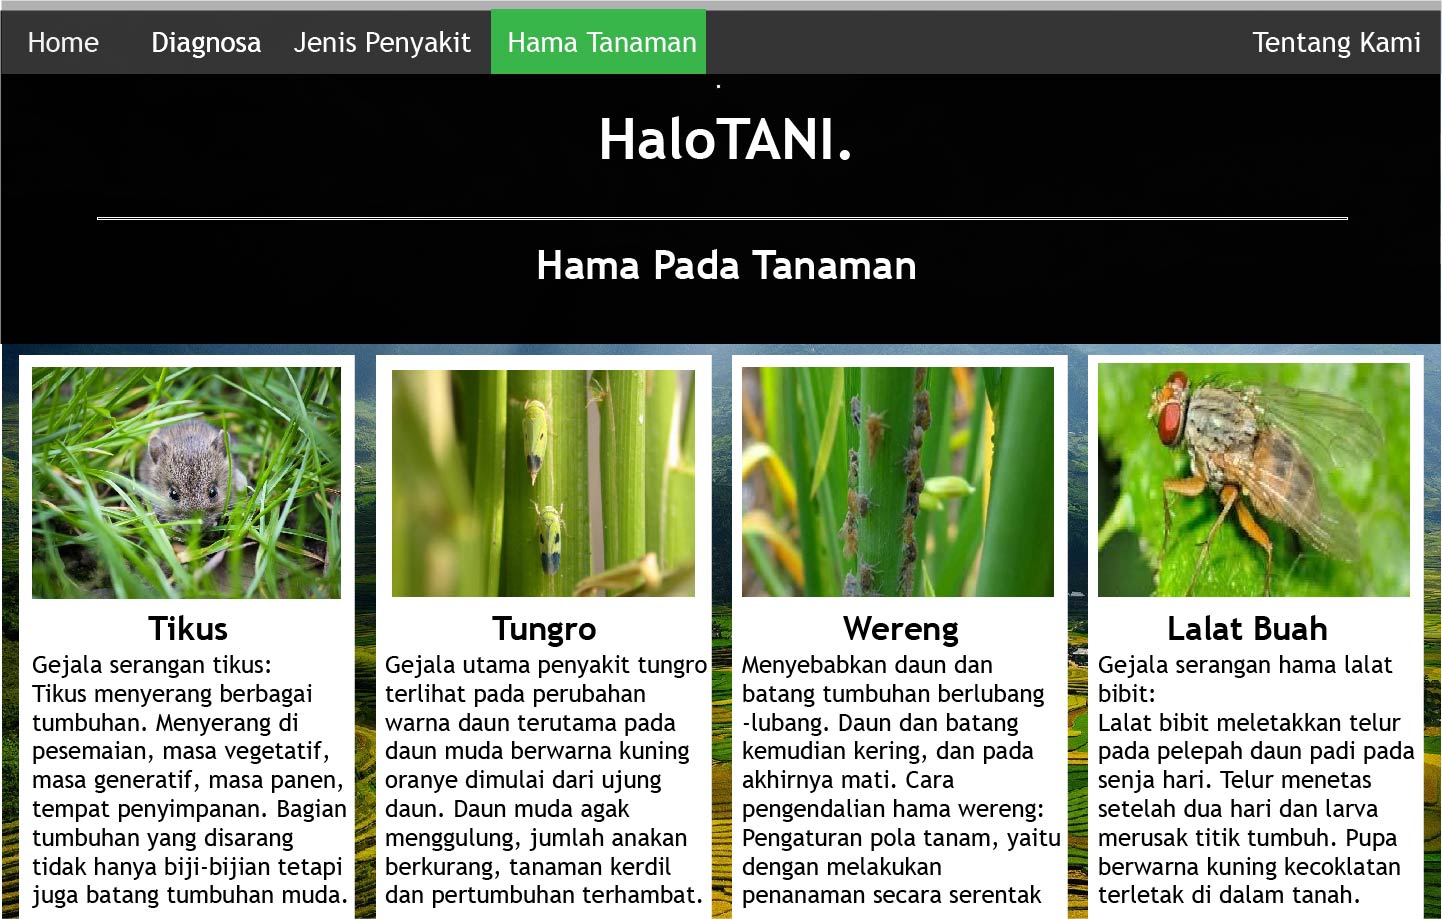 Home Diagnosa Jenis Penyakit Hama Tanaman Tentang Kami
HaloTANI.
Hama Pada Tanaman
Tikus
Gejala serangan tikus:
Tikus menyerang berbagai
tumbuhan. Menyerang di
pesemaian, masa vegetatif,
masa generatif, masa panen,
tempat penyimpanan. Bagian
tumbuhan yang disarang
tidak hanya biji-bijian tetapi
juga batang tumbuhan muda.
Tungro
Gejala utama penyakit tungro
terlihat pada perubahan
warna daun terutama pada
daun muda berwarna kuning
oranye dimulai dari ujung
daun. Daun muda agak
menggulung, jumlah anakan
berkurang, tanaman kerdil
dan pertumbuhan terhambat.
Wereng
Menyebabkan daun dan
batang tumbuhan berlubang
-lubang. Daun dan batang
kemudian kering, dan pada
akhirnya mati. Cara
pengendalian hama wereng:
Pengaturan pola tanam, yaitu
dengan melakukan
penanaman secara serentak
Lalat Buah
Gejala serangan hama lalat
bibit:
Lalat bibit meletakkan telur
pada pelepah daun padi pada
senja hari. Telur menetas
setelah dua hari dan larva
merusak titik tumbuh. Pupa
berwarna kuning kecoklatan
terletak di dalam tanah.